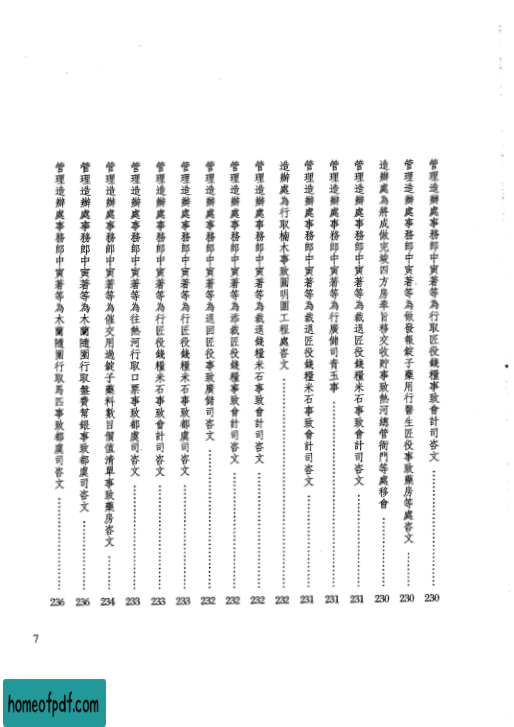 管理造辦處事務郎中寅著等為行取匠役錢糧事致會計司咨文 230
管理造辦處事務郎中寅著等為做發報錠子藥用行醫生匠役事致藥房等處咨文 230
造辦處為將成做完竣四方房奉旨移交收貯事致熱河總管衙門等處移會 230
管理造辦處事務郎中寅著等為裁退匠役錢糧米石事致會計司咨文 231
管理造辦處事務郎中寅著等為行廣儲司青玉事 231
管理造辦處事務郎中寅著等為裁退匠役錢糧米石事致會計司咨文 231
造辦處為行取楠木事致圓明園工程處咨文 232
管理造辦處事務郎中寅著等為裁退錢糧米石事致會計司咨文 232
管理造辦處事務郎中寅著等為添裁匠役錢糧事致會計司咨文 232
管理造辦處事務郎中寅著等為退回匠役事致廣儲司咨文 232
管理造辦處事務郎中寅著等為行匠役錢糧米石事致都虞司咨文 233
管理造辦處事務郎中寅著等為行匠役錢糧米石事致會計司咨文 233
管理造辦處事務郎中寅著等為往熱河行取口票事致都虞司咨文 233
管理造辦處事務郎中寅著等為催交用過錠子藥料數目價值清單事致藥房咨文 234
管理造辦處事務郎中寅著等為木蘭隨圍行取盤費幫銀事致都虞司咨文 236
管理造辦處事務郎中寅著等為木蘭隨圍行取馬匹事致都虞司咨文 236
7
homeofpdf.com